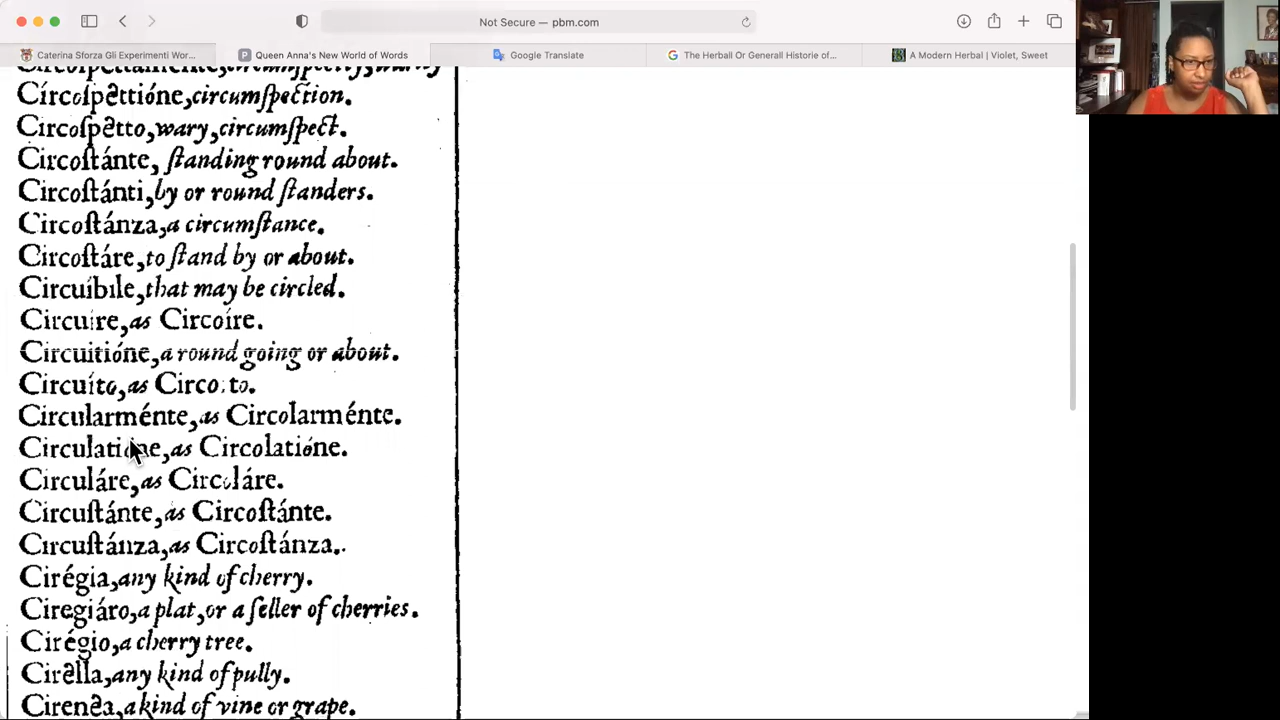 Not Secure — pbm.com
Caterina Sforza Gli Experimenti Wor...
Queen Anna's New World of Words
Google Translate
The Herball Or Generall Historie of...
A Modern Herbal | Violet, Sweet
Circoſpꝺttióne, circumſpection.
Circoſpꝺtto, wary, circumſpect.
Circoſtánte, ſtanding round about.
Circoſtánti, by or round ſtanders.
Circoſtánza, a circumſtance.
Circoſtáre, to ſtand by or about.
Circuíbile, that may be circled.
Circuíre, as Circoíre.
Circuitióne, a round going or about.
Circuíto, as Circoíto.
Circularménte, as Circolarménte.
Circulatióne, as Circolatióne.
Circuláre, as Circoláre.
Circuſtánte, as Circoſtánte.
Circuſtánza, as Circoſtánza.
Cirégia, any kind of cherry.
Ciregiáro, a plat, or a ſeller of cherries.
Cirégio, a cherry tree.
Cirꝺlla, any kind of pully.
Cirenꝺa, a kind of vine or grape.